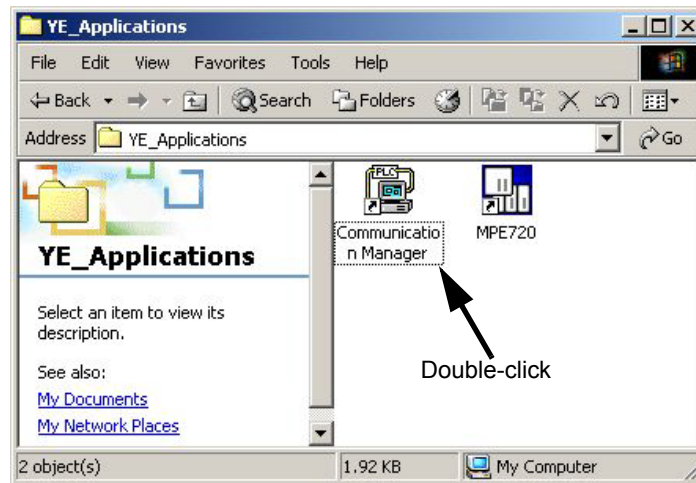 YE_Applications
File Edit View Favorites Tools Help
Back Search Folders
Address YE_Applications Go
PLC
Communicatio
n Manager
MPE720
YE_Applications
Select an item to view its
description.
See also:
My Documents
My Network Places
Double-click
2 object(s) 1.92 KB My Computer